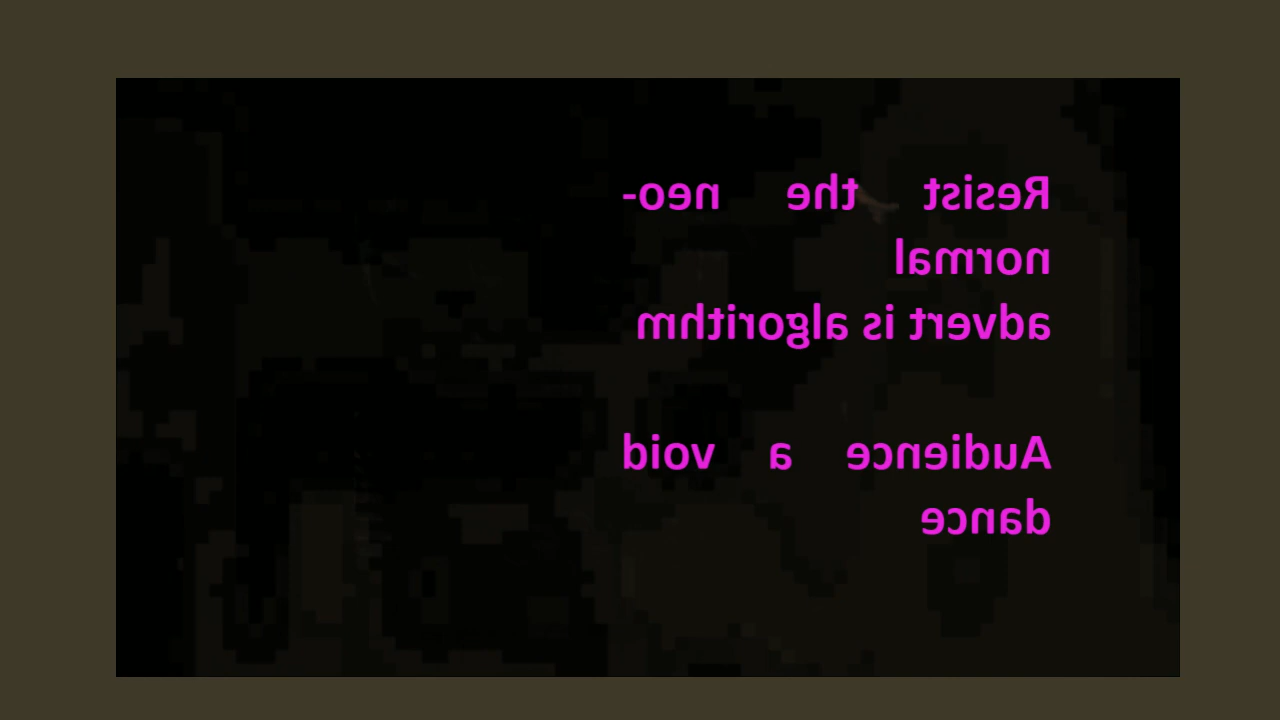 Resist the neo-
normal
advert is algorithm
Audience a void
dance